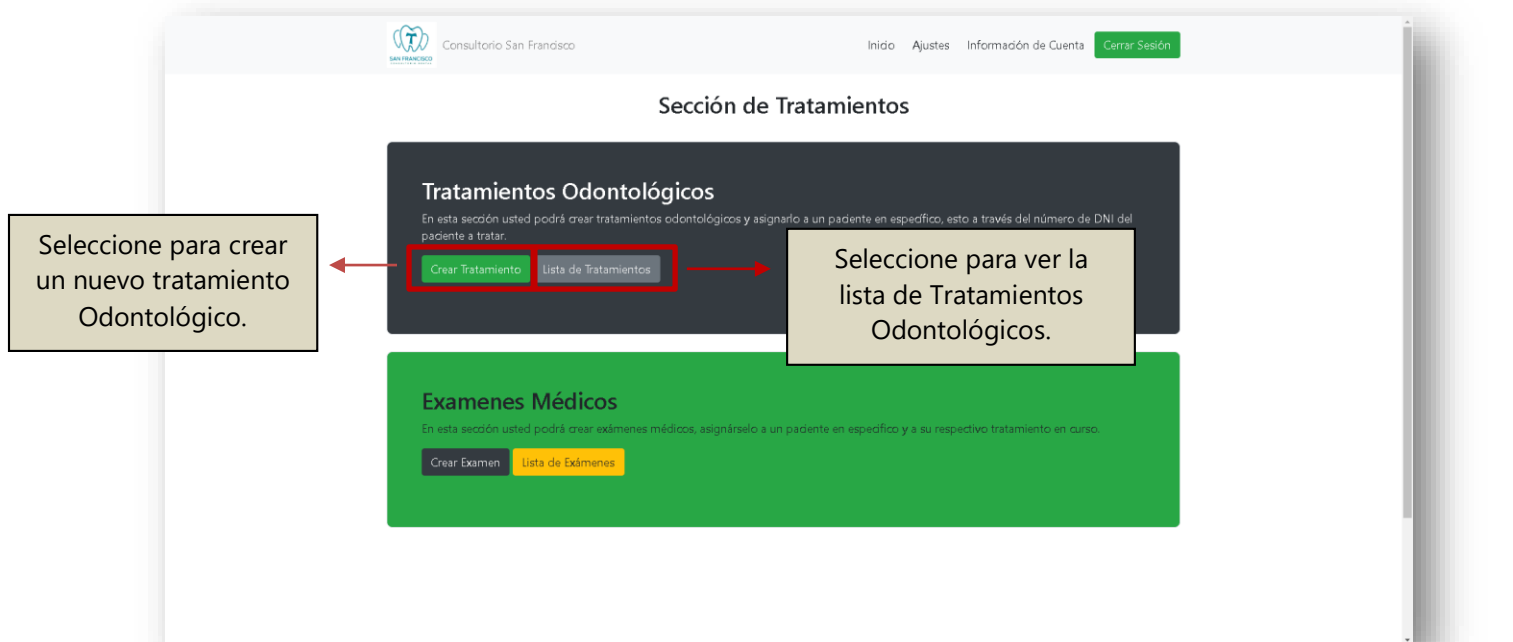 T
SAN FRANCISCO
Consultorio San Francisco
Inicio Ajustes Información de Cuenta Cerrar Sesión
Sección de Tratamientos
Tratamientos Odontológicos
En esta sección usted podrá crear tratamientos odontológicos y asignarlo a un paciente en específico, esto a través del número de DNI del
paciente a tratar.
Crear Tratamiento Lista de Tratamientos
Seleccione para crear
un nuevo tratamiento
Odontológico.
Seleccione para ver la
lista de Tratamientos
Odontológicos.
Examenes Médicos
En esta sección usted podrá crear exámenes médicos, asignárselo a un paciente en especifico y a su respectivo tratamiento en curso.
Crear Examen Lista de Exámenes